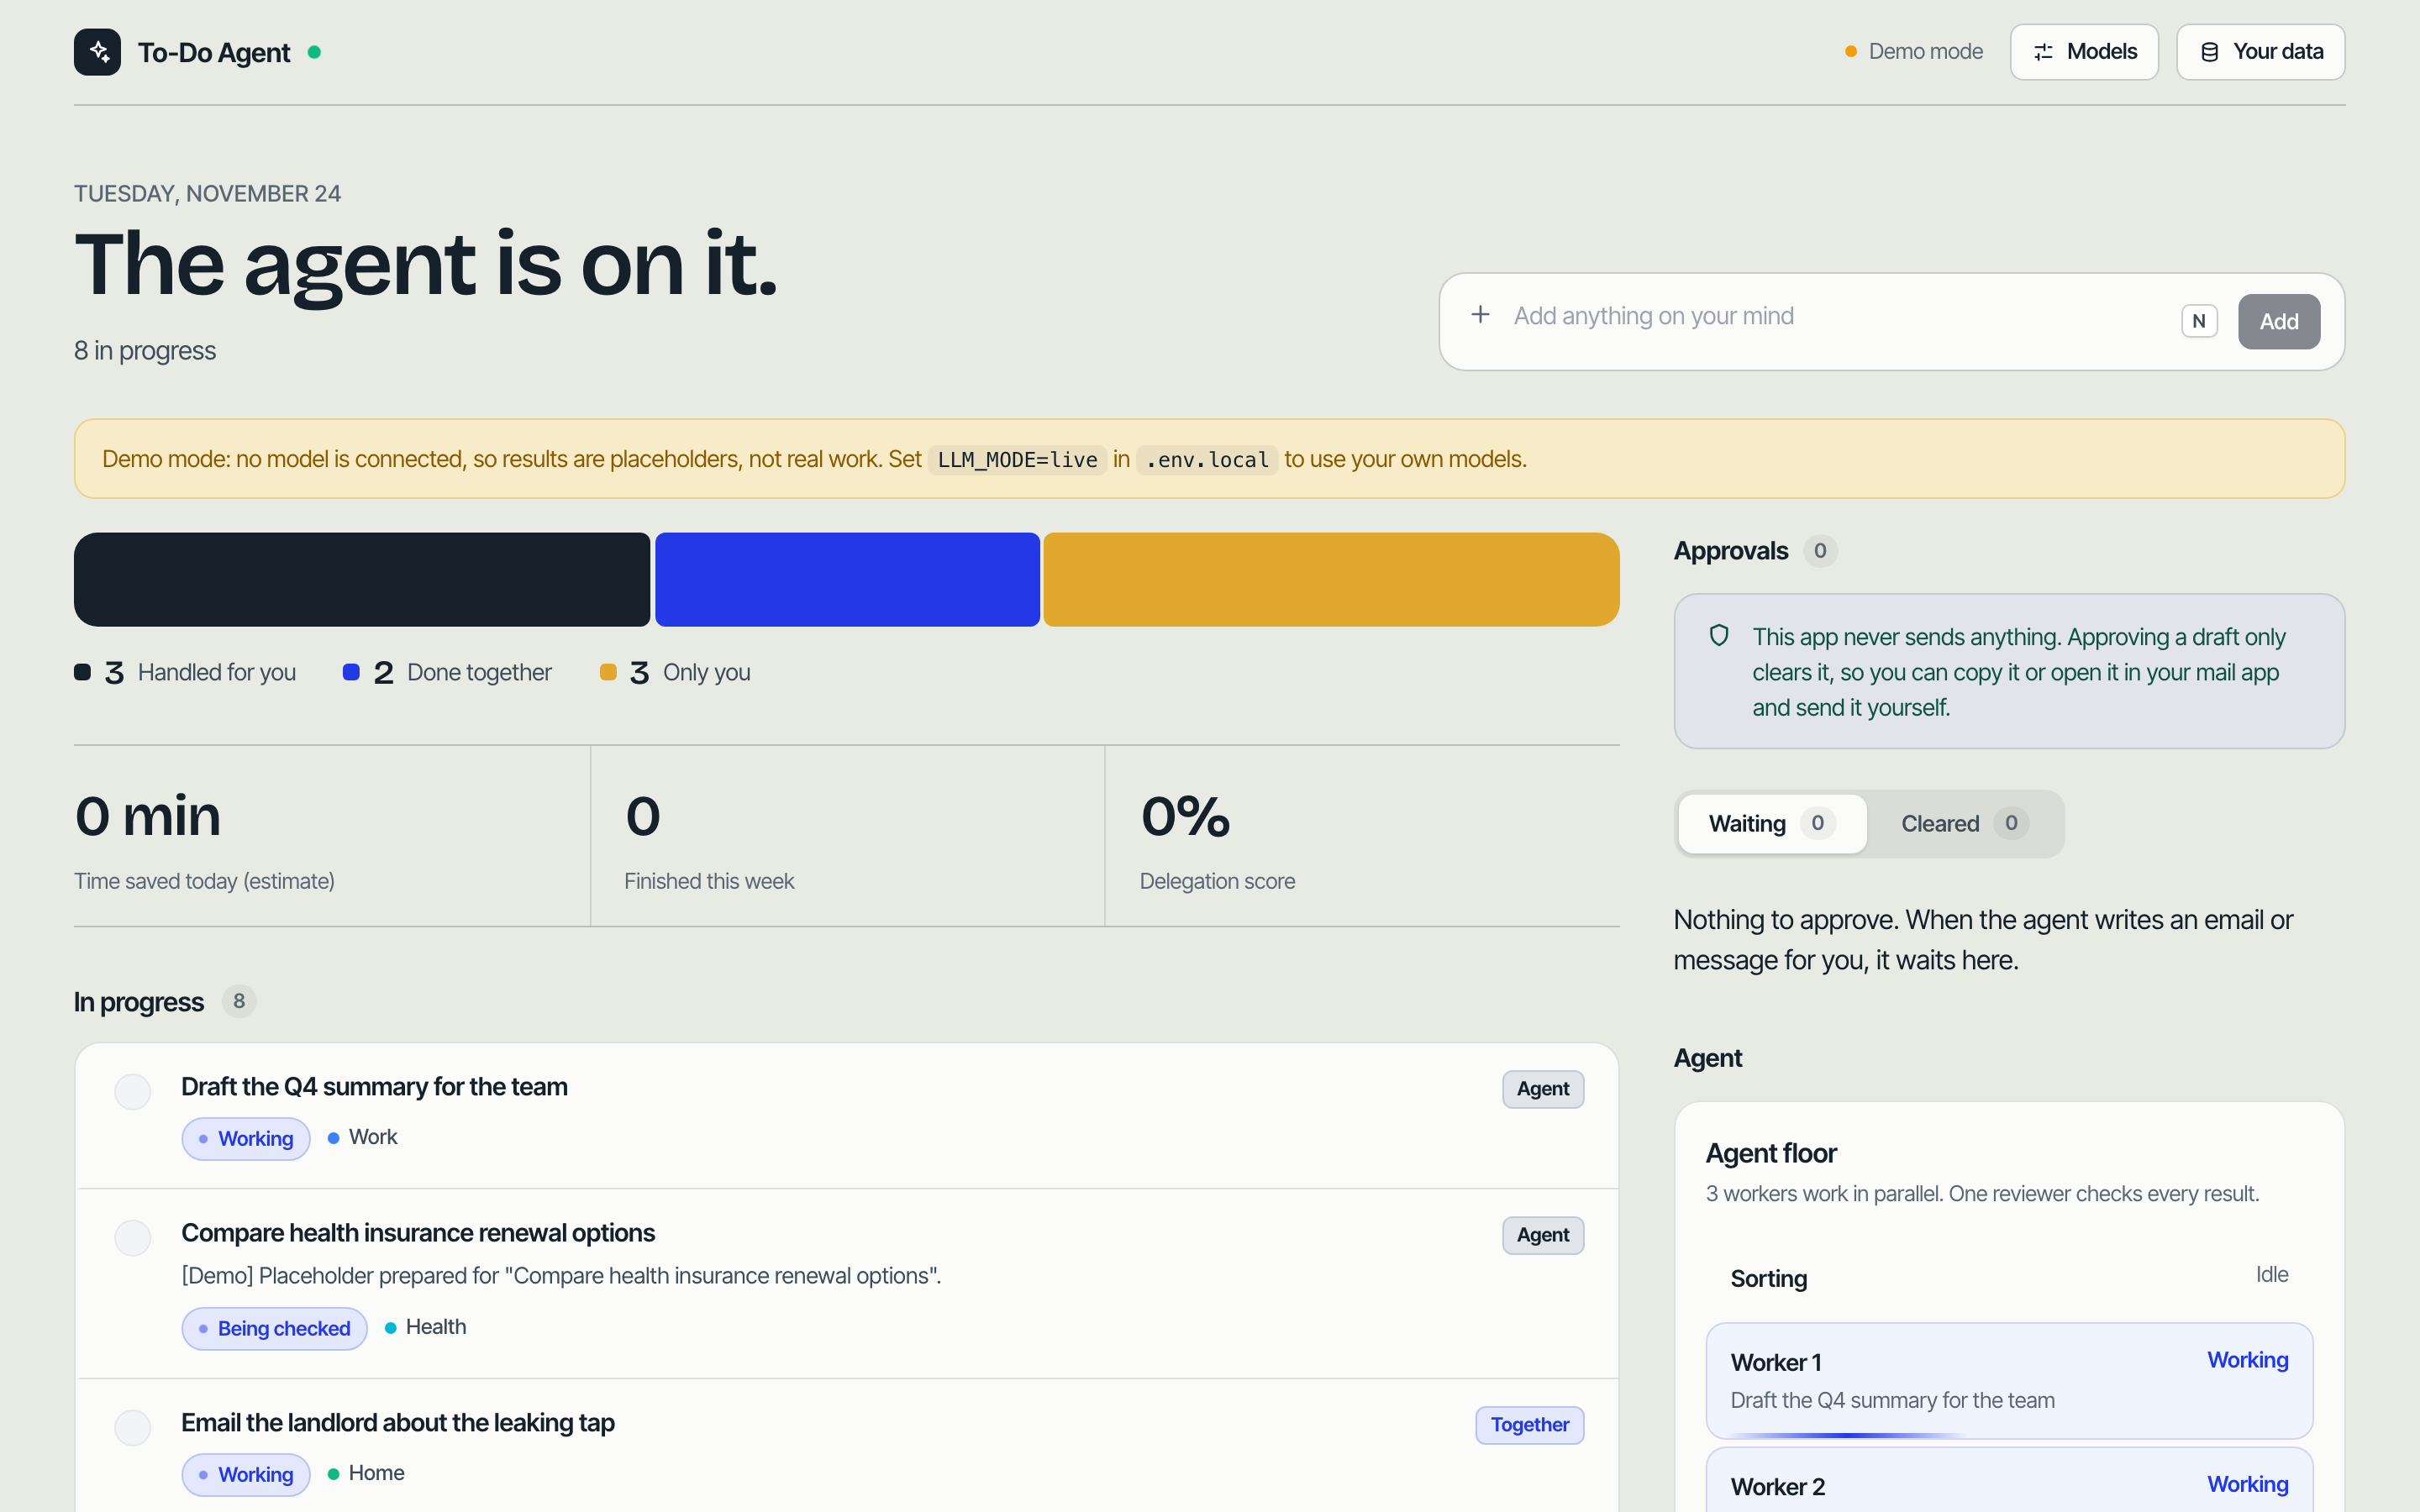 To-Do Agent
Demo mode
Models
Your data
TUESDAY, NOVEMBER 24
The agent is on it.
8 in progress
Add anything on your mind
N
Add
Demo mode: no model is connected, so results are placeholders, not real work. Set LLM_MODE=live in .env.local to use your own models.
3 Handled for you
2 Done together
3 Only you
0 min
Time saved today (estimate)
0
Finished this week
0%
Delegation score
In progress 8
Draft the Q4 summary for the team
Agent
Working
Work
Compare health insurance renewal options
Agent
[Demo] Placeholder prepared for "Compare health insurance renewal options".
Being checked
Health
Email the landlord about the leaking tap
Together
Working
Home
Approvals 0
This app never sends anything. Approving a draft only
clears it, so you can copy it or open it in your mail app
and send it yourself.
Waiting 0
Cleared 0
Nothing to approve. When the agent writes an email or
message for you, it waits here.
Agent
Agent floor
3 workers work in parallel. One reviewer checks every result.
Sorting
Idle
Worker 1
Working
Draft the Q4 summary for the team
Worker 2
Working